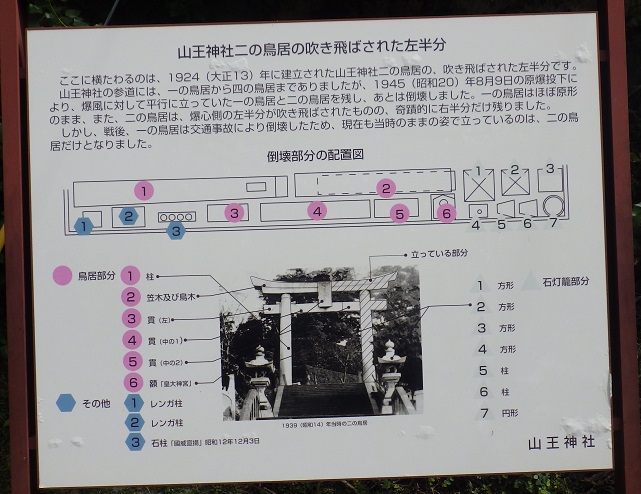 山王神社二の鳥居の吹き飛ばされた左半分
ここに横たわるのは、1924（大正13）年に建立された山王神社二の鳥居の、吹き飛ばされた左半分です。
山王神社の参道には、一の鳥居から四の鳥居までありましたが、1945（昭和20）年8月9日の原爆投下に
より、爆風に対して平行に立っていた一の鳥居と二の鳥居を残し、あとは倒壊しました。一の鳥居はほぼ原形
のまま、また、二の鳥居は、爆心側の左半分が吹き飛ばされたものの、奇蹟的に右半分だけ残りました。
しかし、戦後、一の鳥居は交通事故により倒壊したため、現在も当時のままの姿で立っているのは、二の鳥
居だけとなりました。
倒壊部分の配置図
1 2 1 2 3
1 2 3 3 4 5 6 4 5 6 7
鳥居部分
1 柱
2 笠木及び島木
3 貫（左）
4 貫（中の1）
5 貫（中の2）
6 額「皇大神宮」
その他
1 レンガ柱
2 レンガ柱
3 石柱「國威宣揚」昭和12年12月3日
立っている部分
1939（昭和14）年当時の二の鳥居
石灯籠部分
1 方形
2 方形
3 方形
4 方形
5 柱
6 柱
7 円形
山王神社